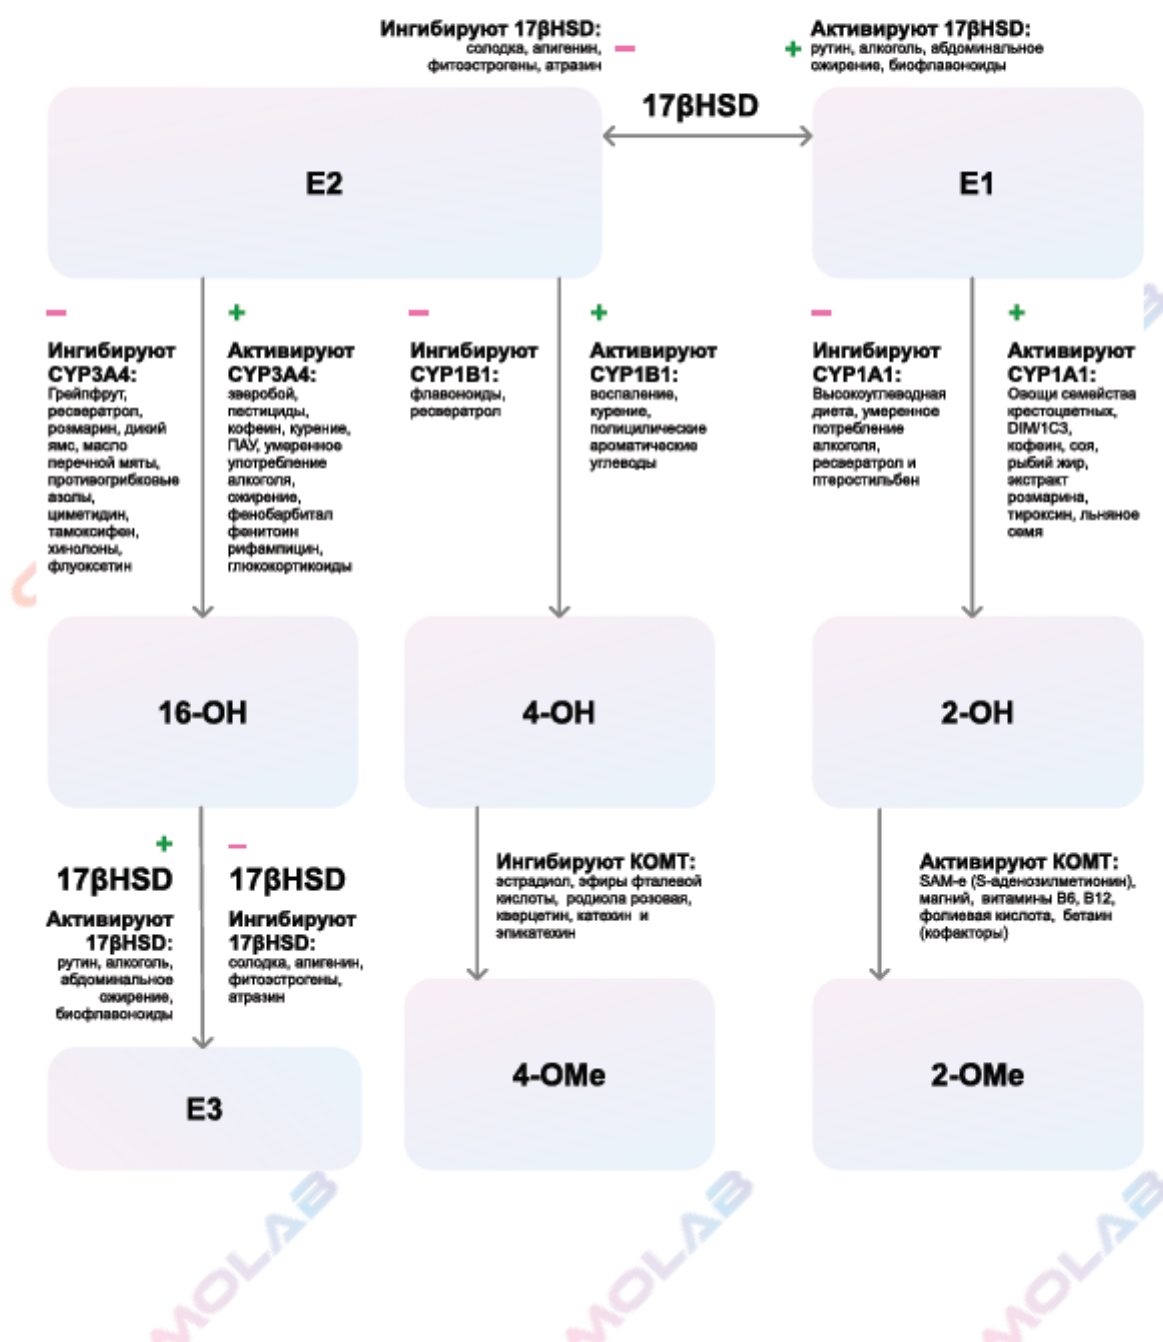 Ингибируют 17βHSD:
солодка, апигенин,
фитоэстрогены, атразин
Активируют 17βHSD:
рутин, алкоголь, абдоминальное
ожирение, биофлавоноиды
17βHSD
E2
E1
Ингибируют
CYP3A4:
Грейпфрут,
ресвератрол,
розмарин, дикий
ямс, масло
перечной мяты,
противогрибковые
азолы,
циметидин,
тамоксифен,
хинолоны,
флуоксетин
Активируют
CYP3A4:
зверобой,
пестициды,
кофеин, курение,
ПАУ, умеренное
употребление
алкоголя,
ожирение,
фенобарбитал
фенитоин
рифампицин,
глюкокортикоиды
Ингибируют
CYP1B1:
флавоноиды,
ресвератрол
Активируют
CYP1B1:
воспаление,
курение,
полицилические
ароматические
углеводы
Ингибируют
CYP1A1:
Высокоуглеводная
диета, умеренное
потребление
алкоголя,
ресвератрол и
птеростильбен
Активируют
CYP1A1:
Овощи семейства
крестоцветных,
DIM/1C3,
кофеин, соя,
рыбий жир,
экстракт
розмарина,
тироксин, льняное
семя
16-OH
4-OH
2-OH
17βHSD
Активируют
17βHSD:
рутин, алкоголь,
абдоминальное
ожирение,
биофлавоноиды
17βHSD
Ингибируют
17βHSD:
солодка, апигенин,
фитоэстрогены,
атразин
Ингибируют КОМТ:
эстрадиол, эфиры фталевой
кислоты, родиола розовая,
кверцетин, катехин и
эпикатехин
Активируют КОМТ:
SAM-e (S-аденозилметионин),
магний, витамины B6, B12,
фолиевая кислота, бетаин
(кофакторы)
E3
4-OMe
2-OMe
MOLAB
MOLAB
MOLAB